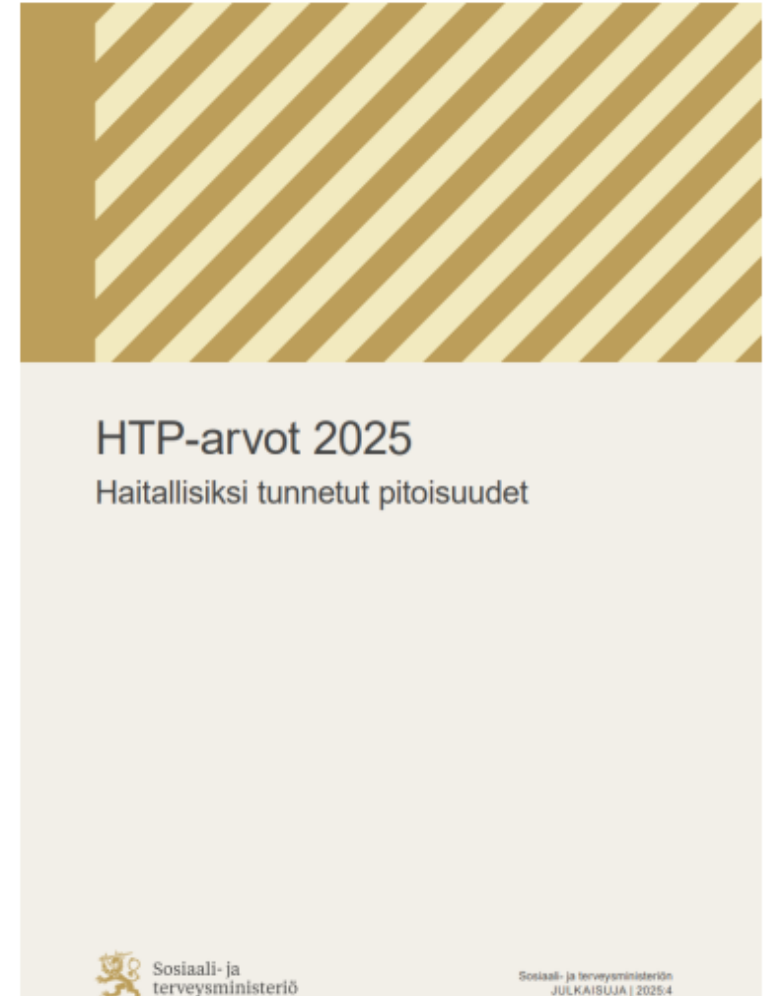 HTP-arvot 2025
Haitallisiksi tunnetut pitoisuudet
Sosiaali- ja
terveysministeriö
Sosiaali- ja terveysministeriön
JULKAISUJA | 2025:4